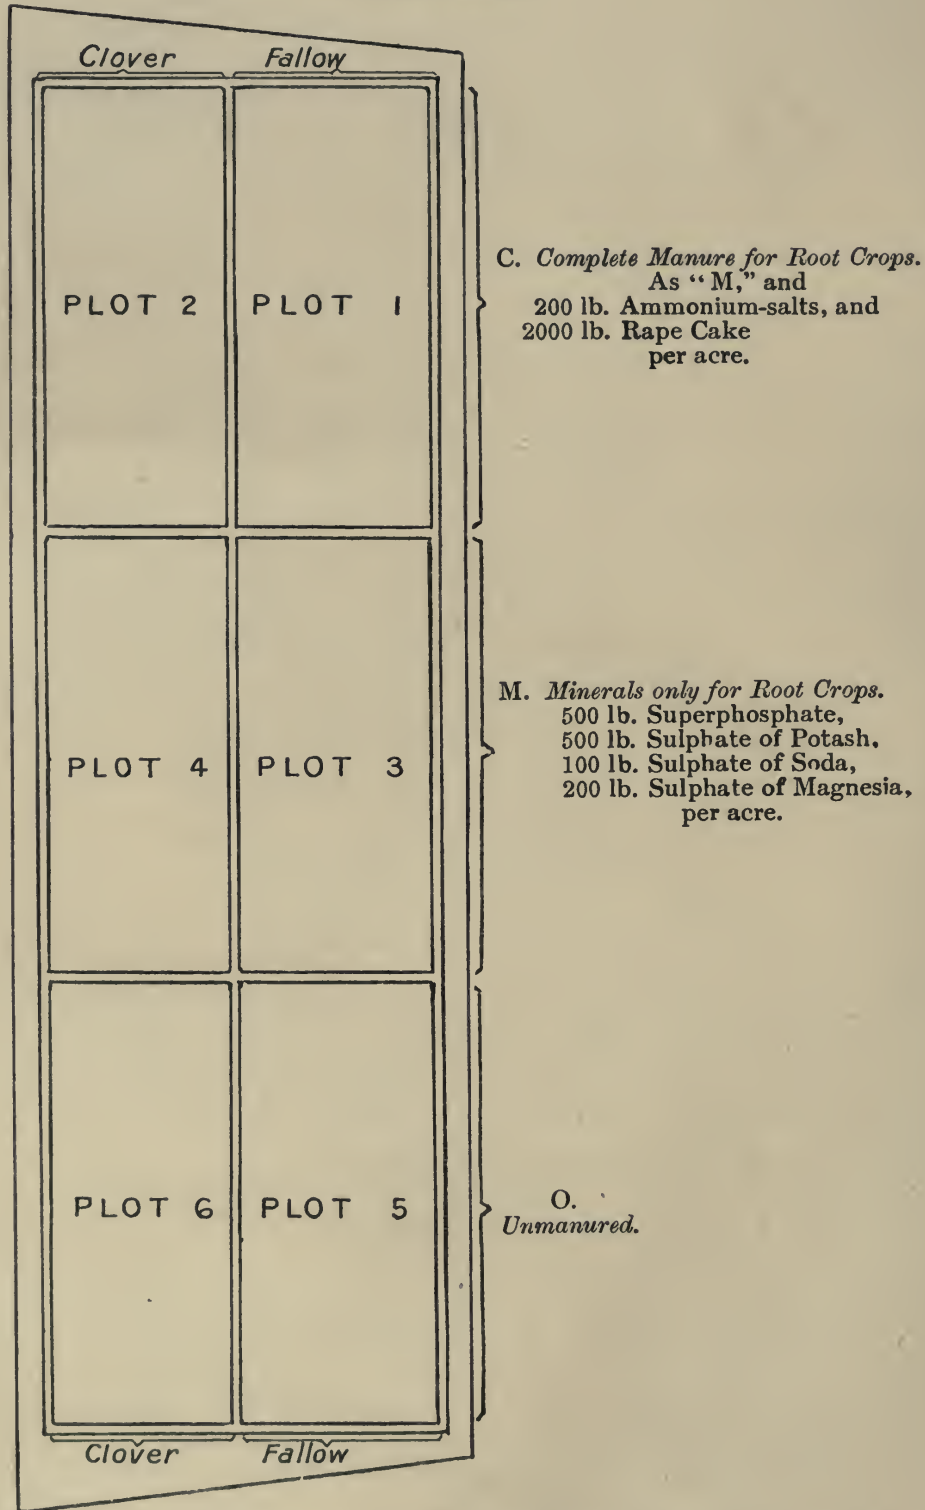 Clover Fallow
PLOT 2 PLOT 1
C. Complete Manure for Root Crops.
As “M,” and
200 lb. Ammonium-salts, and
2000 lb. Rape Cake
per acre.
PLOT 4 PLOT 3
M. Minerals only for Root Crops.
500 lb. Superphosphate,
500 lb. Sulphate of Potash,
100 lb. Sulphate of Soda,
200 lb. Sulphate of Magnesia,
per acre.
PLOT 6 PLOT 5
O.
Unmanured.
Clover Fallow